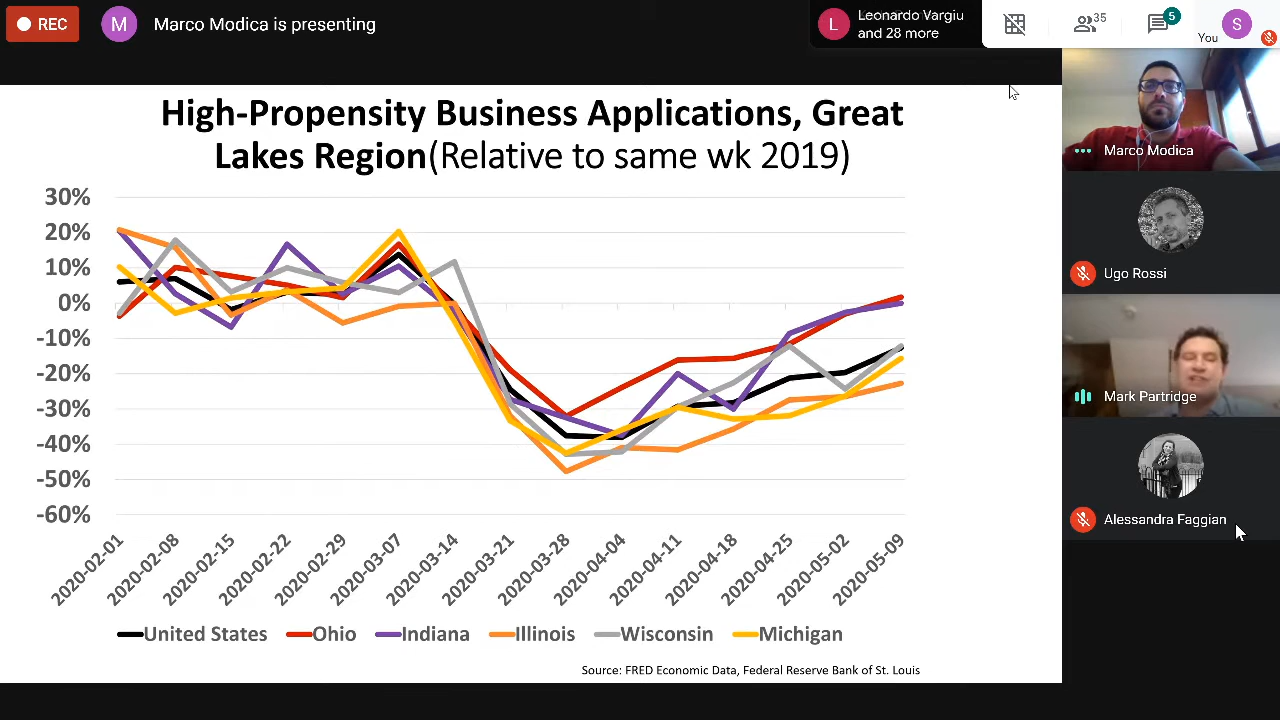 REC
M
Marco Modica is presenting
L
Leonardo Vargiu
and 28 more
35
5
You
S
High-Propensity Business Applications, Great
Lakes Region(Relative to same wk 2019)
30%
20%
10%
0%
-10%
-20%
-30%
-40%
-50%
-60%
2020-02-01
2020-02-08
2020-02-15
2020-02-22
2020-02-29
2020-03-07
2020-03-14
2020-03-21
2020-03-28
2020-04-04
2020-04-11
2020-04-18
2020-04-25
2020-05-02
2020-05-09
United States Ohio Indiana Illinois Wisconsin Michigan
Source: FRED Economic Data, Federal Reserve Bank of St. Louis
Marco Modica
Ugo Rossi
Mark Partridge
Alessandra Faggian